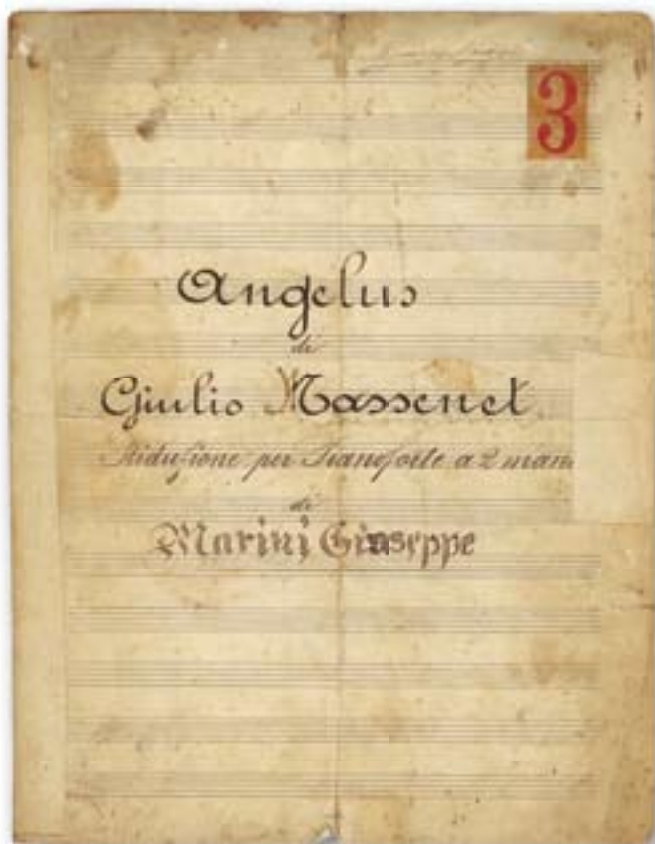 3
Angelus
di
Giulio Massenet
Riduzione per Pianoforte a 2 mani
di
Marini Giuseppe